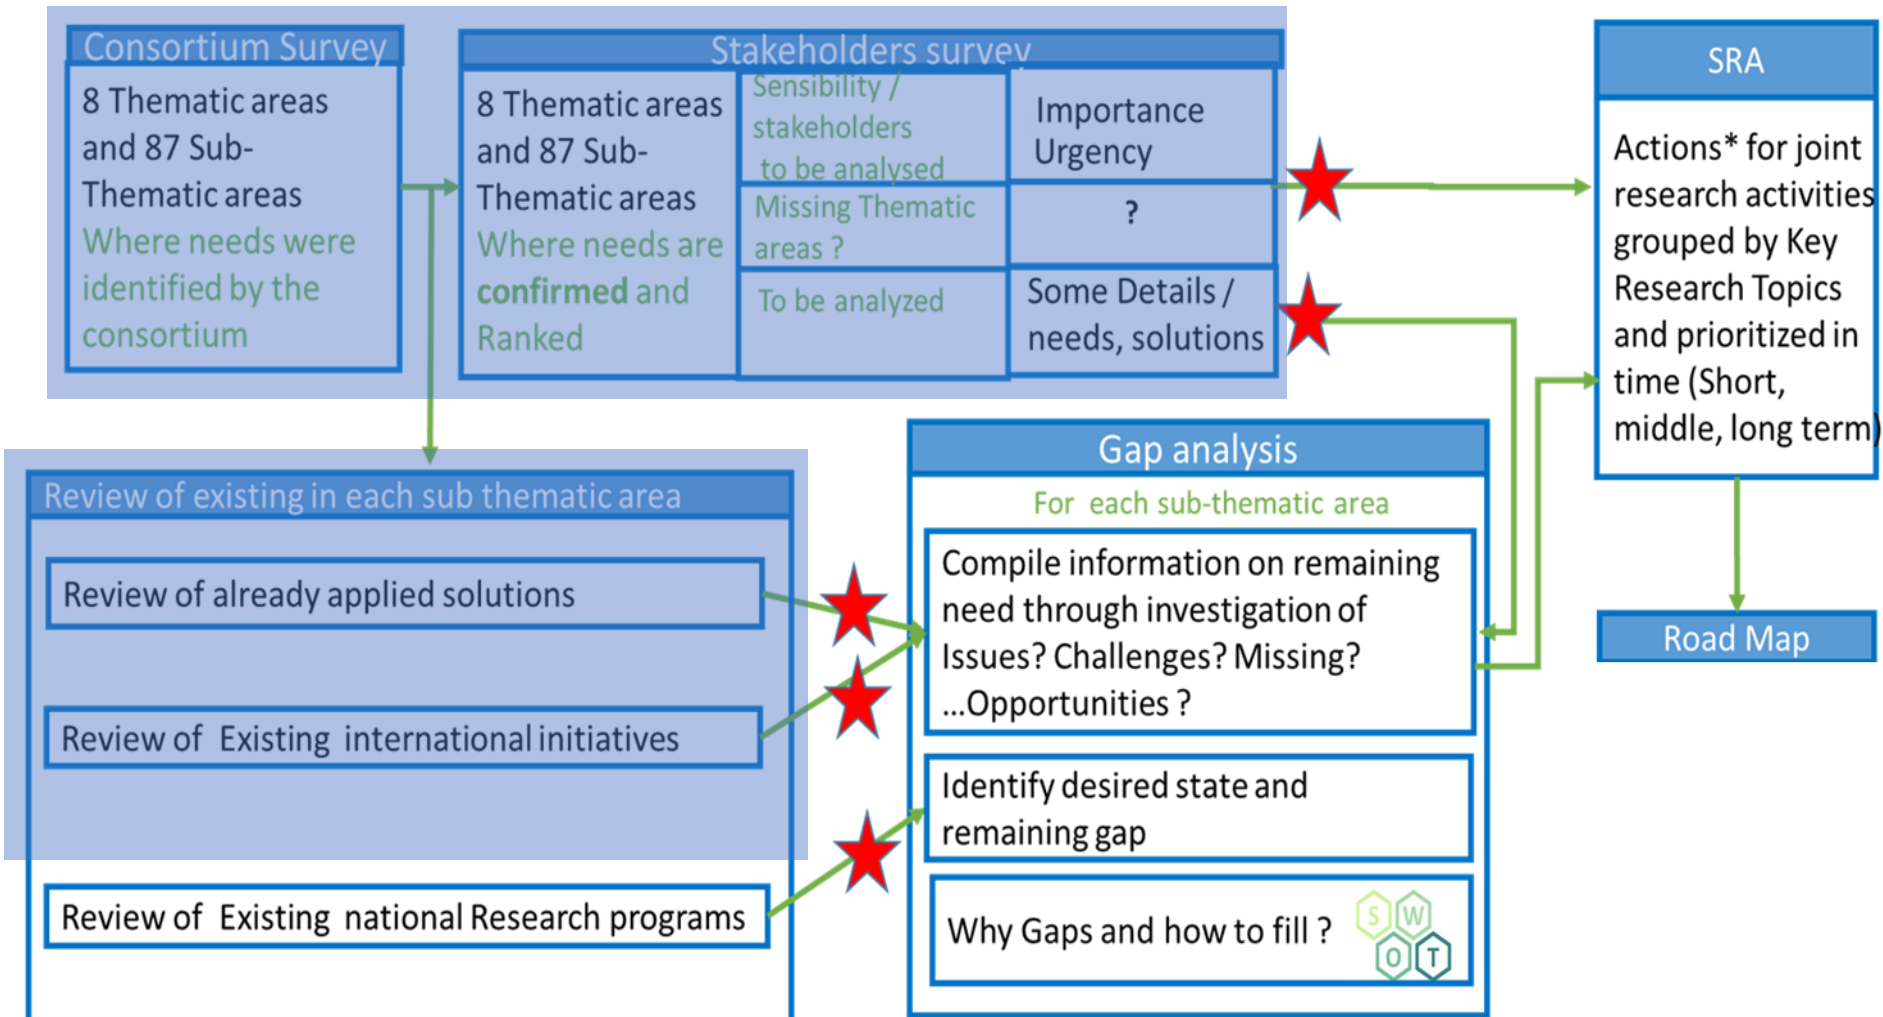 Consortium Survey
8 Thematic areas
and 87 Sub-
Thematic areas
Where needs were
identified by the
consortium
Stakeholders survey
8 Thematic areas
and 87 Sub-
Thematic areas
Where needs are
confirmed and
Ranked
Sensibility /
stakeholders
to be analysed
Missing Thematic
areas ?
To be analyzed
Importance
Urgency
?
Some Details /
needs, solutions
SRA
Actions* for joint
research activities
grouped by Key
Research Topics
and prioritized in
time (Short,
middle, long term)
Road Map
Review of existing in each sub thematic area
Review of already applied solutions
Review of Existing international initiatives
Review of Existing national Research programs
Gap analysis
For each sub-thematic area
Compile information on remaining
need through investigation of
Issues? Challenges? Missing?
...Opportunities ?
Identify desired state and
remaining gap
Why Gaps and how to fill ?
S W
O T